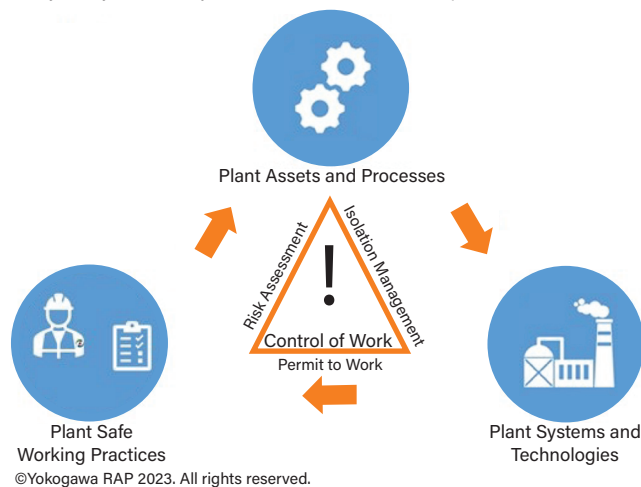 Plant Assets and Processes
Risk Assessment
Isolation Management
!
Control of Work
Permit to Work
Plant Safe
Working Practices
Plant Systems and
Technologies
©Yokogawa RAP 2023. All rights reserved.